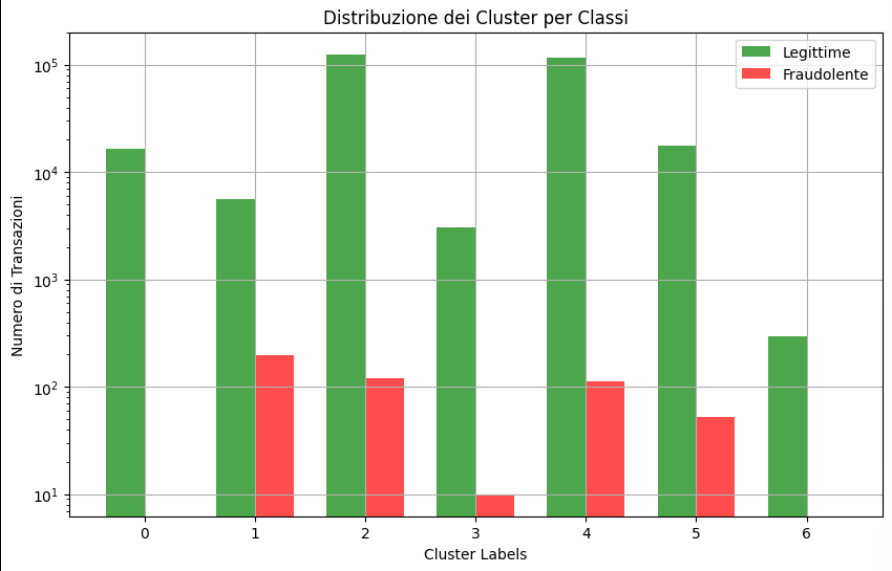 Distribuzione dei Cluster per Classi
Legittime
Fraudolente
Numero di Transazioni
10⁵
10⁴
10³
10²
10¹
0 1 2 3 4 5 6
Cluster Labels